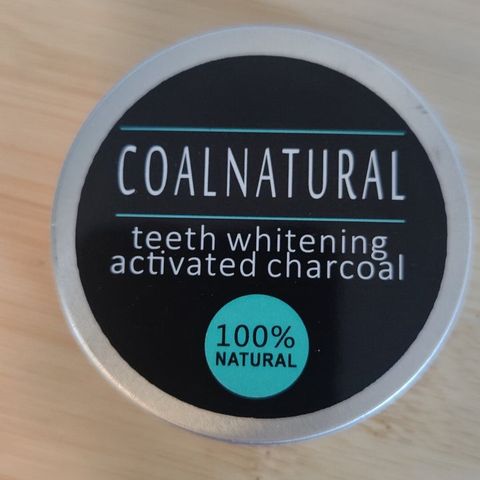 COALNATURAL
teeth whitening
activated charcoal
100%
NATURAL